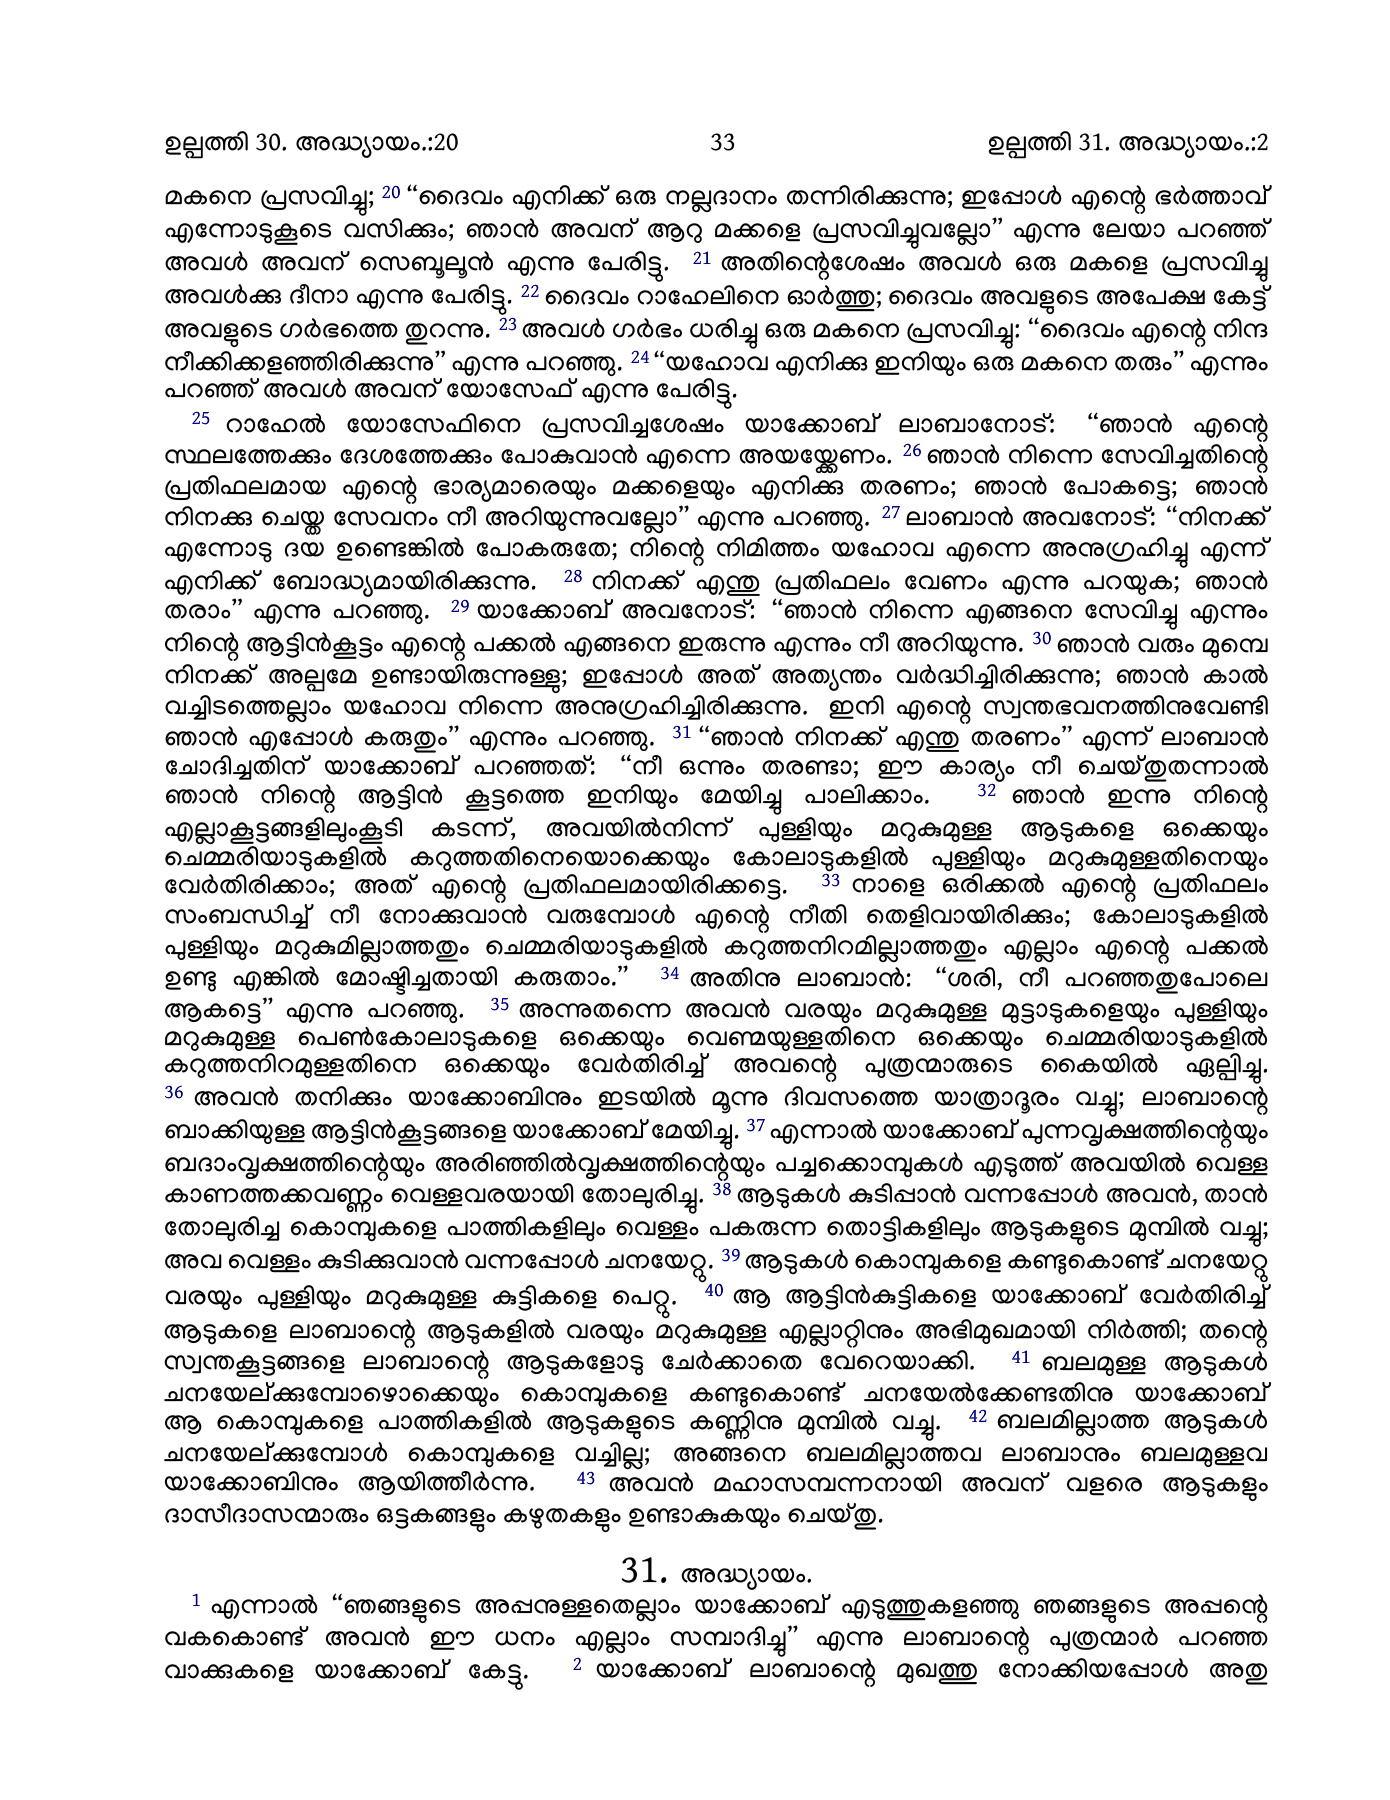 ഉല്പത്തി 30. അദ്ധ്യായം.:20 33 ഉല്പത്തി 31. അദ്ധ്യായം.:2
മകനെ പ്രസവിച്ചു; 20 “ദൈവം എനിക്ക് ഒരു നല്ലദാനം തന്നിരിക്കുന്നു; ഇപ്പോൾ എന്റെ ഭർത്താവ്
എന്നോടുകൂടെ വസിക്കും; ഞാൻ അവന് ആറു മക്കളെ പ്രസവിച്ചുവല്ലോ” എന്നു ലേയാ പറഞ്ഞ്
അവൾ അവന് സെബൂലൂൻ എന്നു പേരിട്ടു. 21 അതിന്റെശേഷം അവൾ ഒരു മകളെ പ്രസവിച്ചു
അവൾക്കു ദീനാ എന്നു പേരിട്ടു. 22 ദൈവം റാഹേലിനെ ഓർത്തു; ദൈവം അവളുടെ അപേക്ഷ കേട്ട്
അവളുടെ ഗർഭത്തെ തുറന്നു. 23 അവൾ ഗർഭം ധരിച്ചു ഒരു മകനെ പ്രസവിച്ചു: “ദൈവം എന്റെ നിന്ദ
നീക്കിക്കളഞ്ഞിരിക്കുന്നു” എന്നു പറഞ്ഞു. 24 “യഹോവ എനിക്കു ഇനിയും ഒരു മകനെ തരും” എന്നും
പറഞ്ഞ് അവൾ അവന് യോസേഫ് എന്നു പേരിട്ടു.
25 റാഹേൽ യോസേഫിനെ പ്രസവിച്ചശേഷം യാക്കോബ് ലാബാനോട്: “ഞാൻ എന്റെ
സ്ഥലത്തേക്കും ദേശത്തേക്കും പോകുവാൻ എന്നെ അയയ്ക്കേണം. 26 ഞാൻ നിന്നെ സേവിച്ചതിന്റെ
പ്രതിഫലമായ എന്റെ ഭാര്യമാരെയും മക്കളെയും എനിക്കു തരണം; ഞാൻ പോകട്ടെ; ഞാൻ
നിനക്കു ചെയ്ത സേവനം നീ അറിയുന്നുവല്ലോ” എന്നു പറഞ്ഞു. 27 ലാബാൻ അവനോട്: “നിനക്ക്
എന്നോടു ദയ ഉണ്ടെങ്കിൽ പോകരുതേ; നിന്റെ നിമിത്തം യഹോവ എന്നെ അനുഗ്രഹിച്ചു എന്ന്
എനിക്ക് ബോദ്ധ്യമായിരിക്കുന്നു. 28 നിനക്ക് എന്തു പ്രതിഫലം വേണം എന്നു പറയുക; ഞാൻ
തരാം” എന്നു പറഞ്ഞു. 29 യാക്കോബ് അവനോട്: “ഞാൻ നിന്നെ എങ്ങനെ സേവിച്ചു എന്നും
നിന്റെ ആട്ടിൻകൂട്ടം എന്റെ പക്കൽ എങ്ങനെ ഇരുന്നു എന്നും നീ അറിയുന്നു. 30 ഞാൻ വരും മുമ്പെ
നിനക്ക് അല്പമേ ഉണ്ടായിരുന്നുള്ളു; ഇപ്പോൾ അത് അത്യന്തം വർദ്ധിച്ചിരിക്കുന്നു; ഞാൻ കാൽ
വച്ചിടത്തെല്ലാം യഹോവ നിന്നെ അനുഗ്രഹിച്ചിരിക്കുന്നു. ഇനി എന്റെ സ്വന്തഭവനത്തിനുവേണ്ടി
ഞാൻ എപ്പോൾ കരുതും” എന്നും പറഞ്ഞു. 31 “ഞാൻ നിനക്ക് എന്തു തരണം” എന്ന് ലാബാൻ
ചോദിച്ചതിന് യാക്കോബ് പറഞ്ഞത്: “നീ ഒന്നും തരണ്ടാ; ഈ കാര്യം നീ ചെയ്തുതന്നാൽ
ഞാൻ നിന്റെ ആട്ടിൻ കൂട്ടത്തെ ഇനിയും മേയിച്ചു പാലിക്കാം. 32 ഞാൻ ഇന്നു നിന്റെ
എല്ലാകൂട്ടങ്ങളിലുംകൂടി കടന്ന്, അവയിൽനിന്ന് പുള്ളിയും മറുകുമുള്ള ആടുകളെ ഒക്കെയും
ചെമ്മരിയാടുകളിൽ കറുത്തതിനെയൊക്കെയും കോലാടുകളിൽ പുള്ളിയും മറുകുമുള്ളതിനെയും
വേർതിരിക്കാം; അത് എന്റെ പ്രതിഫലമായിരിക്കട്ടെ. 33 നാളെ ഒരിക്കൽ എന്റെ പ്രതിഫലം
സംബന്ധിച്ച് നീ നോക്കുവാൻ വരുമ്പോൾ എന്റെ നീതി തെളിവായിരിക്കും; കോലാടുകളിൽ
പുള്ളിയും മറുകുമില്ലാത്തതും ചെമ്മരിയാടുകളിൽ കറുത്തനിറമില്ലാത്തതും എല്ലാം എന്റെ പക്കൽ
ഉണ്ടു എങ്കിൽ മോഷ്ടിച്ചതായി കരുതാം.” 34 അതിനു ലാബാൻ: “ശരി, നീ പറഞ്ഞതുപോലെ
ആകട്ടെ” എന്നു പറഞ്ഞു. 35 അന്നുതന്നെ അവൻ വരയും മറുകുമുള്ള മുട്ടാടുകളെയും പുള്ളിയും
മറുകുമുള്ള പെൺകോലാടുകളെ ഒക്കെയും വെണ്മയുള്ളതിനെ ഒക്കെയും ചെമ്മരിയാടുകളിൽ
കറുത്തനിറമുള്ളതിനെ ഒക്കെയും വേർതിരിച്ച് അവന്റെ പുത്രന്മാരുടെ കൈയിൽ ഏല്പിച്ചു.
36 അവൻ തനിക്കും യാക്കോബിനും ഇടയിൽ മൂന്നു ദിവസത്തെ യാത്രാദൂരം വച്ചു; ലാബാന്റെ
ബാക്കിയുള്ള ആട്ടിൻകൂട്ടങ്ങളെ യാക്കോബ് മേയിച്ചു. 37 എന്നാൽ യാക്കോബ് പുന്നവൃക്ഷത്തിന്റെയും
ബദാംവൃക്ഷത്തിന്റെയും അരിഞ്ഞിൽവൃക്ഷത്തിന്റെയും പച്ചക്കൊമ്പുകൾ എടുത്ത് അവയിൽ വെള്ള
കാണത്തക്കവണ്ണം വെള്ളവരയായി തോലുരിച്ചു. 38 ആടുകൾ കുടിപ്പാൻ വന്നപ്പോൾ അവൻ, താൻ
തോലുരിച്ച കൊമ്പുകളെ പാത്തികളിലും വെള്ളം പകരുന്ന തൊട്ടികളിലും ആടുകളുടെ മുമ്പിൽ വച്ചു;
അവ വെള്ളം കുടിക്കുവാൻ വന്നപ്പോൾ ചനയേറ്റു. 39 ആടുകൾ കൊമ്പുകളെ കണ്ടുകൊണ്ട് ചനയേറ്റു
വരയും പുള്ളിയും മറുകുമുള്ള കുട്ടികളെ പെറ്റു. 40 ആ ആട്ടിൻകുട്ടികളെ യാക്കോബ് വേർതിരിച്ച്
ആടുകളെ ലാബാന്റെ ആടുകളിൽ വരയും മറുകുമുള്ള എല്ലാറ്റിനും അഭിമുഖമായി നിർത്തി; തന്റെ
സ്വന്തകൂട്ടങ്ങളെ ലാബാന്റെ ആടുകളോടു ചേർക്കാതെ വേറെയാക്കി. 41 ബലമുള്ള ആടുകൾ
ചനയേല്ക്കുമ്പോഴൊക്കെയും കൊമ്പുകളെ കണ്ടുകൊണ്ട് ചനയേൽക്കേണ്ടതിനു യാക്കോബ്
ആ കൊമ്പുകളെ പാത്തികളിൽ ആടുകളുടെ കണ്ണിനു മുമ്പിൽ വച്ചു. 42 ബലമില്ലാത്ത ആടുകൾ
ചനയേല്ക്കുമ്പോൾ കൊമ്പുകളെ വച്ചില്ല; അങ്ങനെ ബലമില്ലാത്തവ ലാബാനും ബലമുള്ളവ
യാക്കോബിനും ആയിത്തീർന്നു. 43 അവൻ മഹാസമ്പന്നനായി അവന് വളരെ ആടുകളും
ദാസീദാസന്മാരും ഒട്ടകങ്ങളും കഴുതകളും ഉണ്ടാകുകയും ചെയ്തു.
31. അദ്ധ്യായം.
1 എന്നാൽ “ഞങ്ങളുടെ അപ്പനുള്ളതെല്ലാം യാക്കോബ് എടുത്തുകളഞ്ഞു ഞങ്ങളുടെ അപ്പന്റെ
വകകൊണ്ട് അവൻ ഈ ധനം എല്ലാം സമ്പാദിച്ചു” എന്നു ലാബാന്റെ പുത്രന്മാർ പറഞ്ഞ
വാക്കുകളെ യാക്കോബ് കേട്ടു. 2 യാക്കോബ് ലാബാന്റെ മുഖത്തു നോക്കിയപ്പോൾ അതു